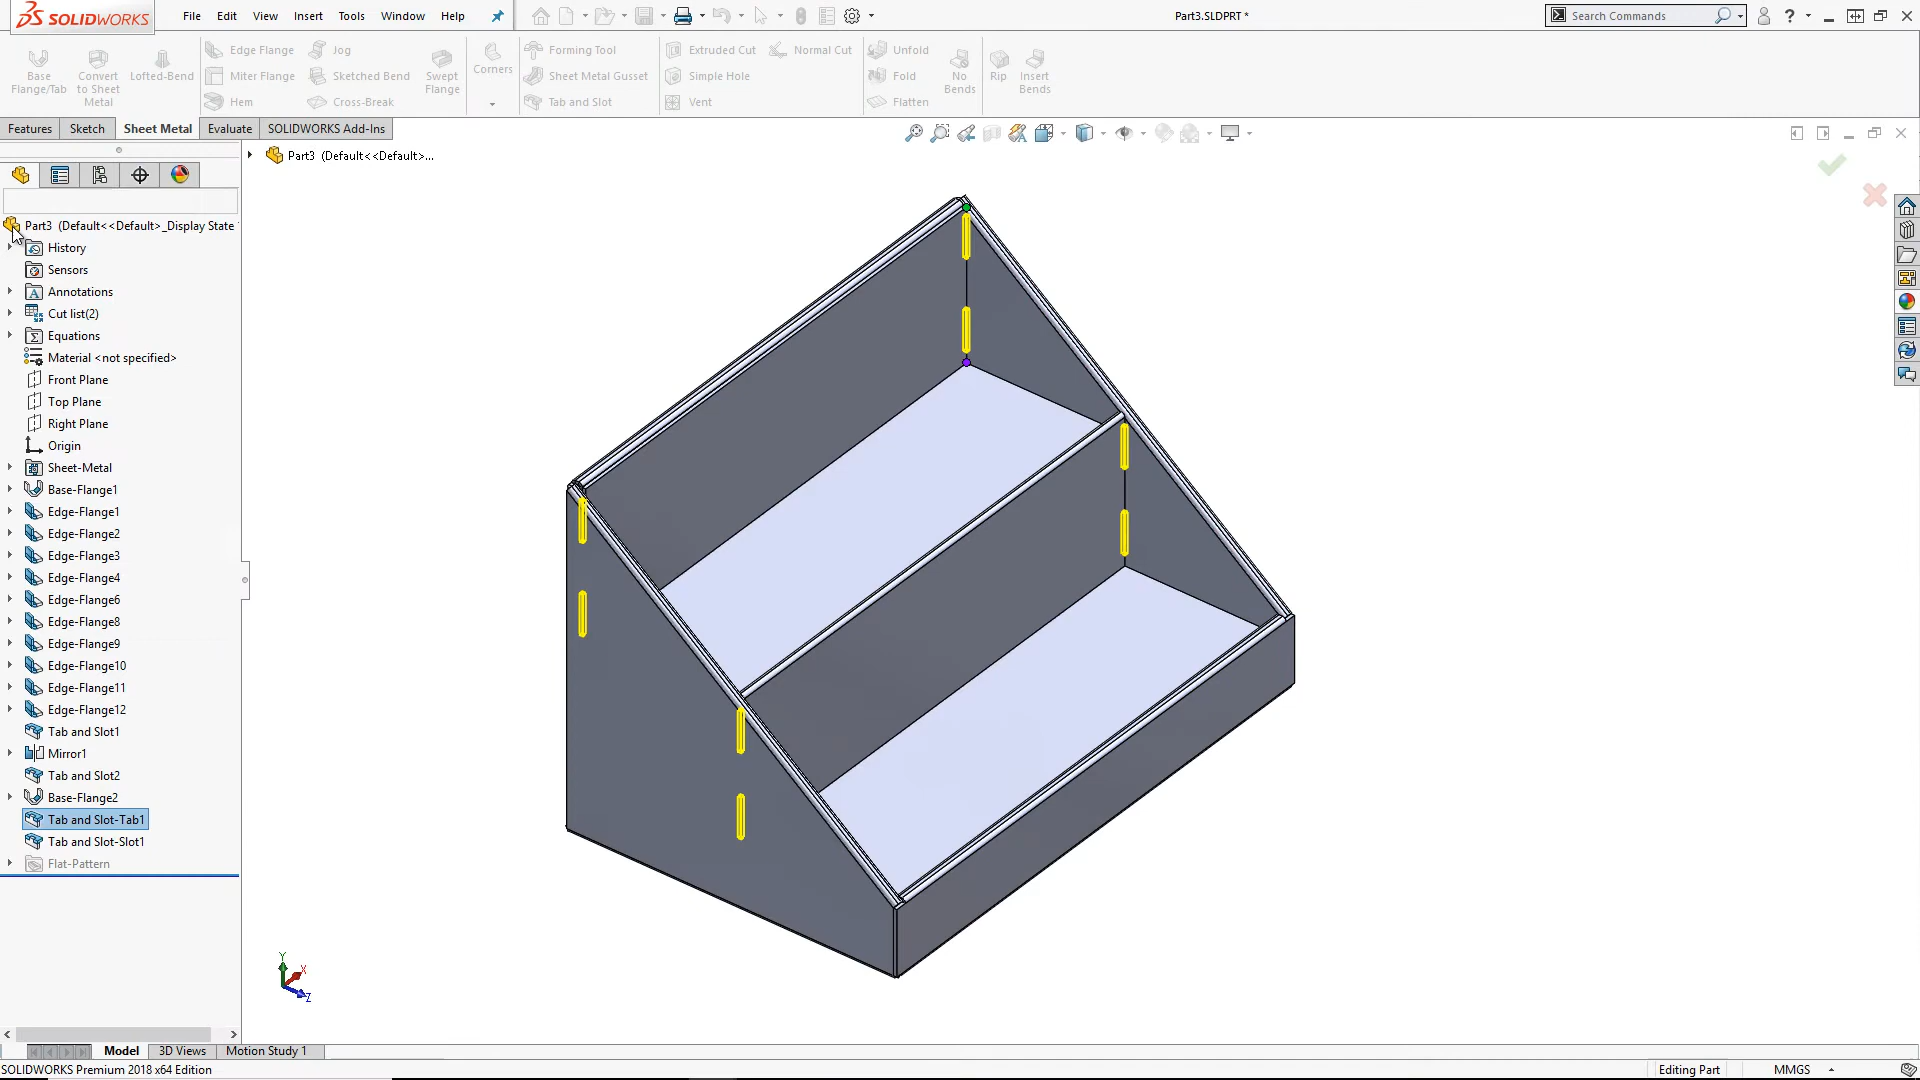 SOLIDWORKS File Edit View Insert Tools Window Help Part3.SLDPRT * Search Commands ?
Base Flange/Tab
Convert to Sheet Metal
Lofted-Bend
Edge Flange
Miter Flange
Hem
Jog
Sketched Bend
Cross-Break
Swept Flange
Corners
Forming Tool
Sheet Metal Gusset
Tab and Slot
Extruded Cut
Simple Hole
Vent
Normal Cut
Unfold
Fold
Flatten
No Bends
Rip
Insert Bends
Features Sketch Sheet Metal Evaluate SOLIDWORKS Add-Ins
Part3 (Default<<Default>...
Part3 (Default<<Default>_Display State
History
Sensors
Annotations
Cut list(2)
Equations
Material <not specified>
Front Plane
Top Plane
Right Plane
Origin
Sheet-Metal
Base-Flange1
Edge-Flange1
Edge-Flange2
Edge-Flange3
Edge-Flange4
Edge-Flange6
Edge-Flange8
Edge-Flange9
Edge-Flange10
Edge-Flange11
Edge-Flange12
Tab and Slot1
Mirror1
Tab and Slot2
Base-Flange2
Tab and Slot-Tab1
Tab and Slot-Slot1
Flat-Pattern
Y
X
Z
Model 3D Views Motion Study 1
SOLIDWORKS Premium 2018 x64 Edition Editing Part MMGS